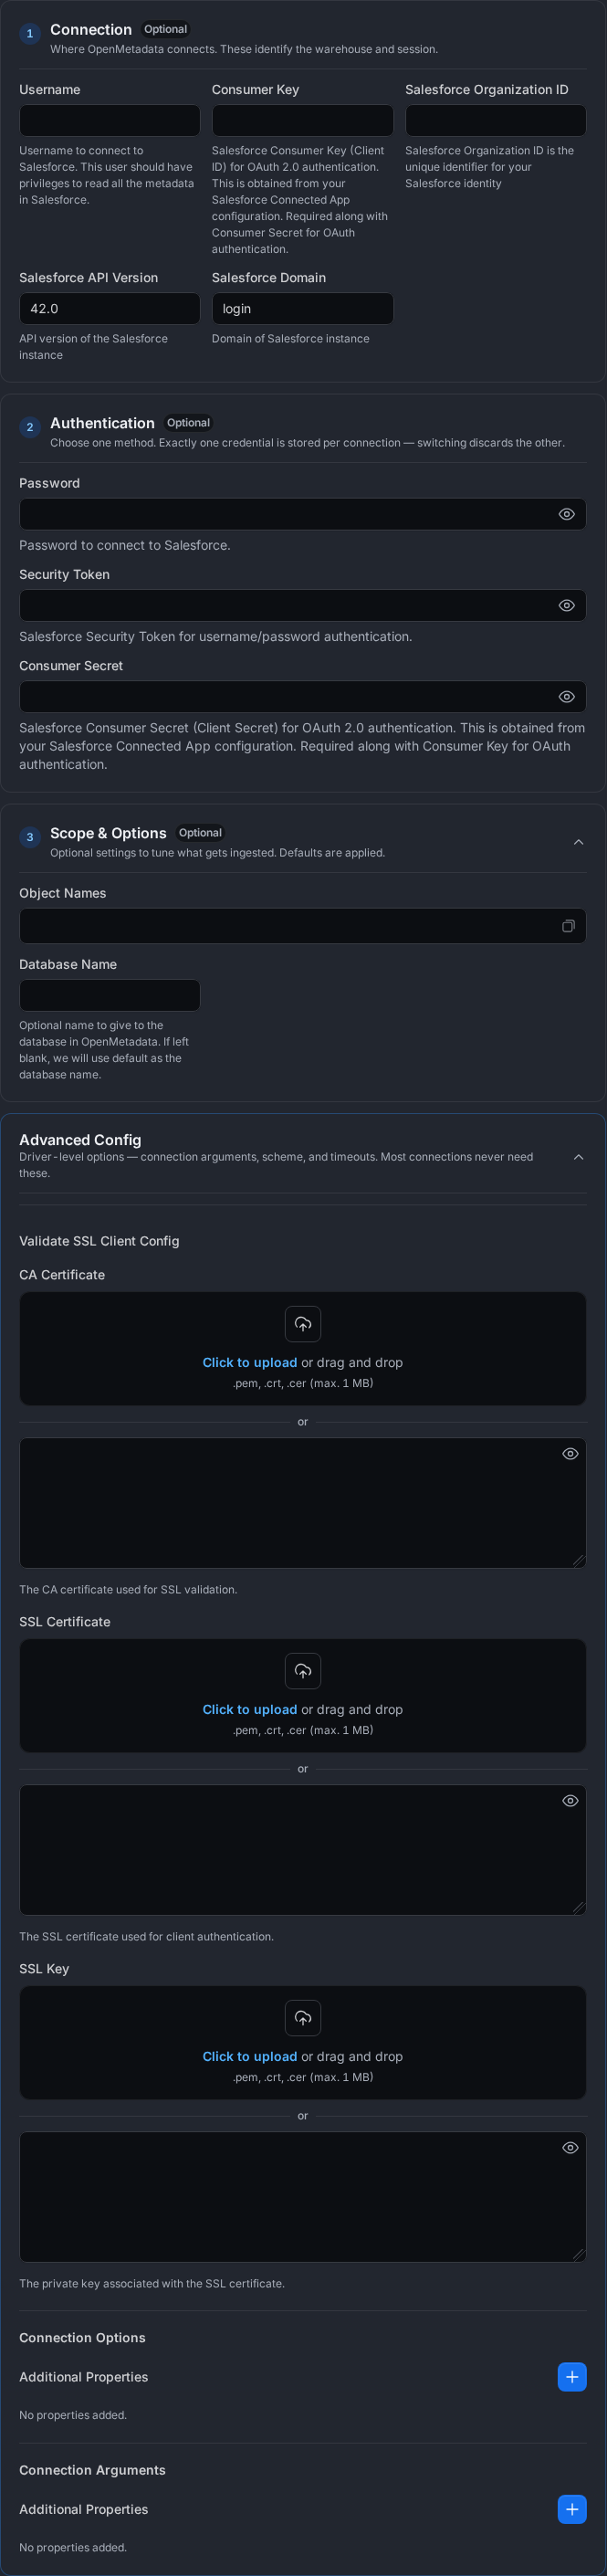 1 Connection Optional
Where OpenMetadata connects. These identify the warehouse and session.
Username
Username to connect to
Salesforce. This user should have
privileges to read all the metadata
in Salesforce.
Consumer Key
Salesforce Consumer Key (Client
ID) for OAuth 2.0 authentication.
This is obtained from your
Salesforce Connected App
configuration. Required along with
Consumer Secret for OAuth
authentication.
Salesforce Organization ID
Salesforce Organization ID is the
unique identifier for your
Salesforce identity
Salesforce API Version
42.0
API version of the Salesforce
instance
Salesforce Domain
login
Domain of Salesforce instance
2 Authentication Optional
Choose one method. Exactly one credential is stored per connection — switching discards the other.
Password
Password to connect to Salesforce.
Security Token
Salesforce Security Token for username/password authentication.
Consumer Secret
Salesforce Consumer Secret (Client Secret) for OAuth 2.0 authentication. This is obtained from
your Salesforce Connected App configuration. Required along with Consumer Key for OAuth
authentication.
3 Scope & Options Optional
Optional settings to tune what gets ingested. Defaults are applied.
Object Names
Database Name
Optional name to give to the
database in OpenMetadata. If left
blank, we will use default as the
database name.
Advanced Config
Driver-level options — connection arguments, scheme, and timeouts. Most connections never need
these.
Validate SSL Client Config
CA Certificate
Click to upload or drag and drop
.pem, .crt, .cer (max. 1 MB)
or
The CA certificate used for SSL validation.
SSL Certificate
Click to upload or drag and drop
.pem, .crt, .cer (max. 1 MB)
or
The SSL certificate used for client authentication.
SSL Key
Click to upload or drag and drop
.pem, .crt, .cer (max. 1 MB)
or
The private key associated with the SSL certificate.
Connection Options
Additional Properties
No properties added.
Connection Arguments
Additional Properties
No properties added.